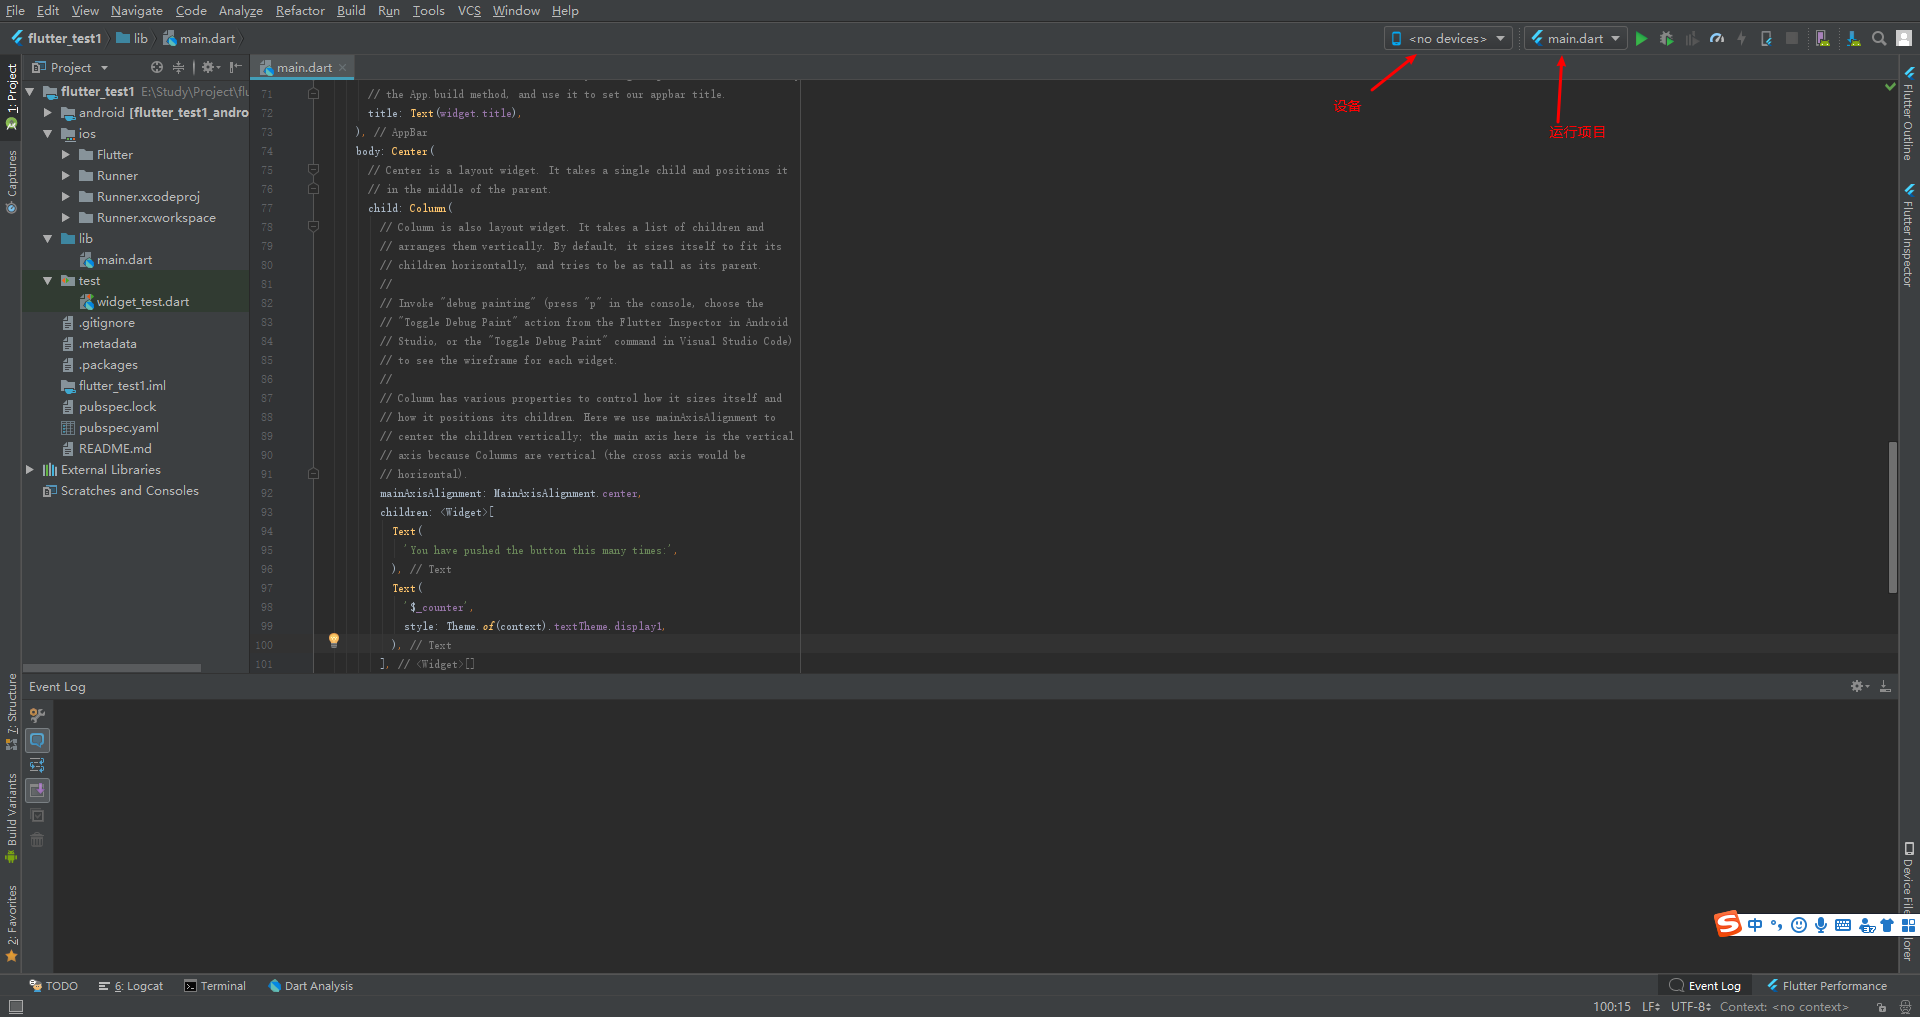 File Edit View Navigate Code Analyze Refactor Build Run Tools VCS Window Help
flutter_test1 lib main.dart <no devices> main.dart
设备
运行项目
Project
main.dart
flutter_test1 E:\Study\Project\flu
android [flutter_test1_andro
ios
Flutter
Runner
Runner.xcodeproj
Runner.xcworkspace
lib
main.dart
test
widget_test.dart
.gitignore
.metadata
.packages
flutter_test1.iml
pubspec.lock
pubspec.yaml
README.md
External Libraries
Scratches and Consoles
71 // the App.build method, and use it to set our appbar title.
72 title: Text(widget.title),
73 ), // AppBar
74 body: Center(
75 // Center is a layout widget. It takes a single child and positions it
76 // in the middle of the parent.
77 child: Column(
78 // Column is also layout widget. It takes a list of children and
79 // arranges them vertically. By default, it sizes itself to fit its
80 // children horizontally, and tries to be as tall as its parent.
81 //
82 // Invoke "debug painting" (press "p" in the console, choose the
83 // "Toggle Debug Paint" action from the Flutter Inspector in Android
84 // Studio, or the "Toggle Debug Paint" command in Visual Studio Code)
85 // to see the wireframe for each widget.
86 //
87 // Column has various properties to control how it sizes itself and
88 // how it positions its children. Here we use mainAxisAlignment to
89 // center the children vertically; the main axis here is the vertical
90 // axis because Columns are vertical (the cross axis would be
91 // horizontal).
92 mainAxisAlignment: MainAxisAlignment.center,
93 children: <Widget>[
94 Text(
95 'You have pushed the button this many times:',
96 ), // Text
97 Text(
98 '$_counter',
99 style: Theme.of(context).textTheme.display1,
100 ), // Text
101 ], // <Widget>[]
1: Project
Captures
7: Structure
Build Variants
2: Favorites
Flutter Outline
Flutter Inspector
Device File
lorer
Event Log
中
37
TODO 6: Logcat Terminal Dart Analysis Event Log Flutter Performance
100:15 LF UTF-8 Context: <no context>